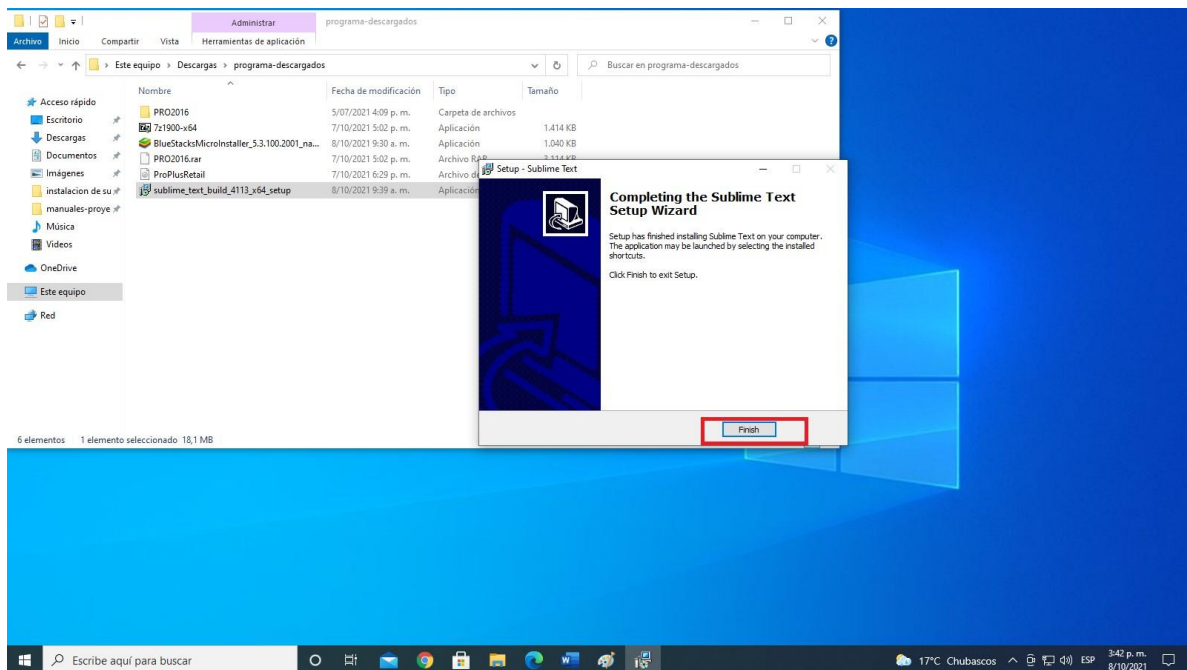 Administrar
programa-descargados
Archivo Inicio Compartir Vista Herramientas de aplicación
Este equipo Descargas programa-descargados
Buscar en programa-descargados
Nombre Fecha de modificación Tipo Tamaño
Acceso rápido
Escritorio
Descargas
Documentos
Imágenes
instalacion de su
manuales-proye
Música
Videos
OneDrive
Este equipo
Red
PRO2016 5/07/2021 4:09 p. m. Carpeta de archivos
7z1900-x64 7/10/2021 5:02 p. m. Aplicación 1.414 KB
BlueStacksMicroInstaller_5.3.100.2001_na... 8/10/2021 9:30 a. m. Aplicación 1.040 KB
PRO2016.rar 7/10/2021 5:02 p. m. Archivo
ProPlusRetail 7/10/2021 6:29 p. m. Archivo
sublime_text_build_4113_x64_setup 8/10/2021 9:39 a. m. Aplicación
6 elementos 1 elemento seleccionado 18,1 MB
Setup - Sublime Text
Completing the Sublime Text
Setup Wizard
Setup has finished installing Sublime Text on your computer.
The application may be launched by selecting the installed
shortcuts.
Click Finish to exit Setup.
Finish
Escribe aquí para buscar
17°C Chubascos
ESP
3:42 p. m.
8/10/2021